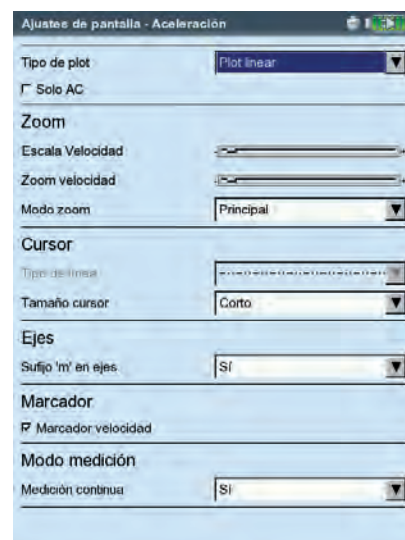 Ajustes de pantalla - Aceleración
Tipo de plot Plot linear
Solo AC
Zoom
Escala Velocidad
Zoom velocidad
Modo zoom Principal
Cursor
Tipo de línea
Tamaño cursor Corto
Ejes
Sufijo 'm' en ejes Sí
Marcador
Marcador velocidad
Modo medición
Medición continua Sí